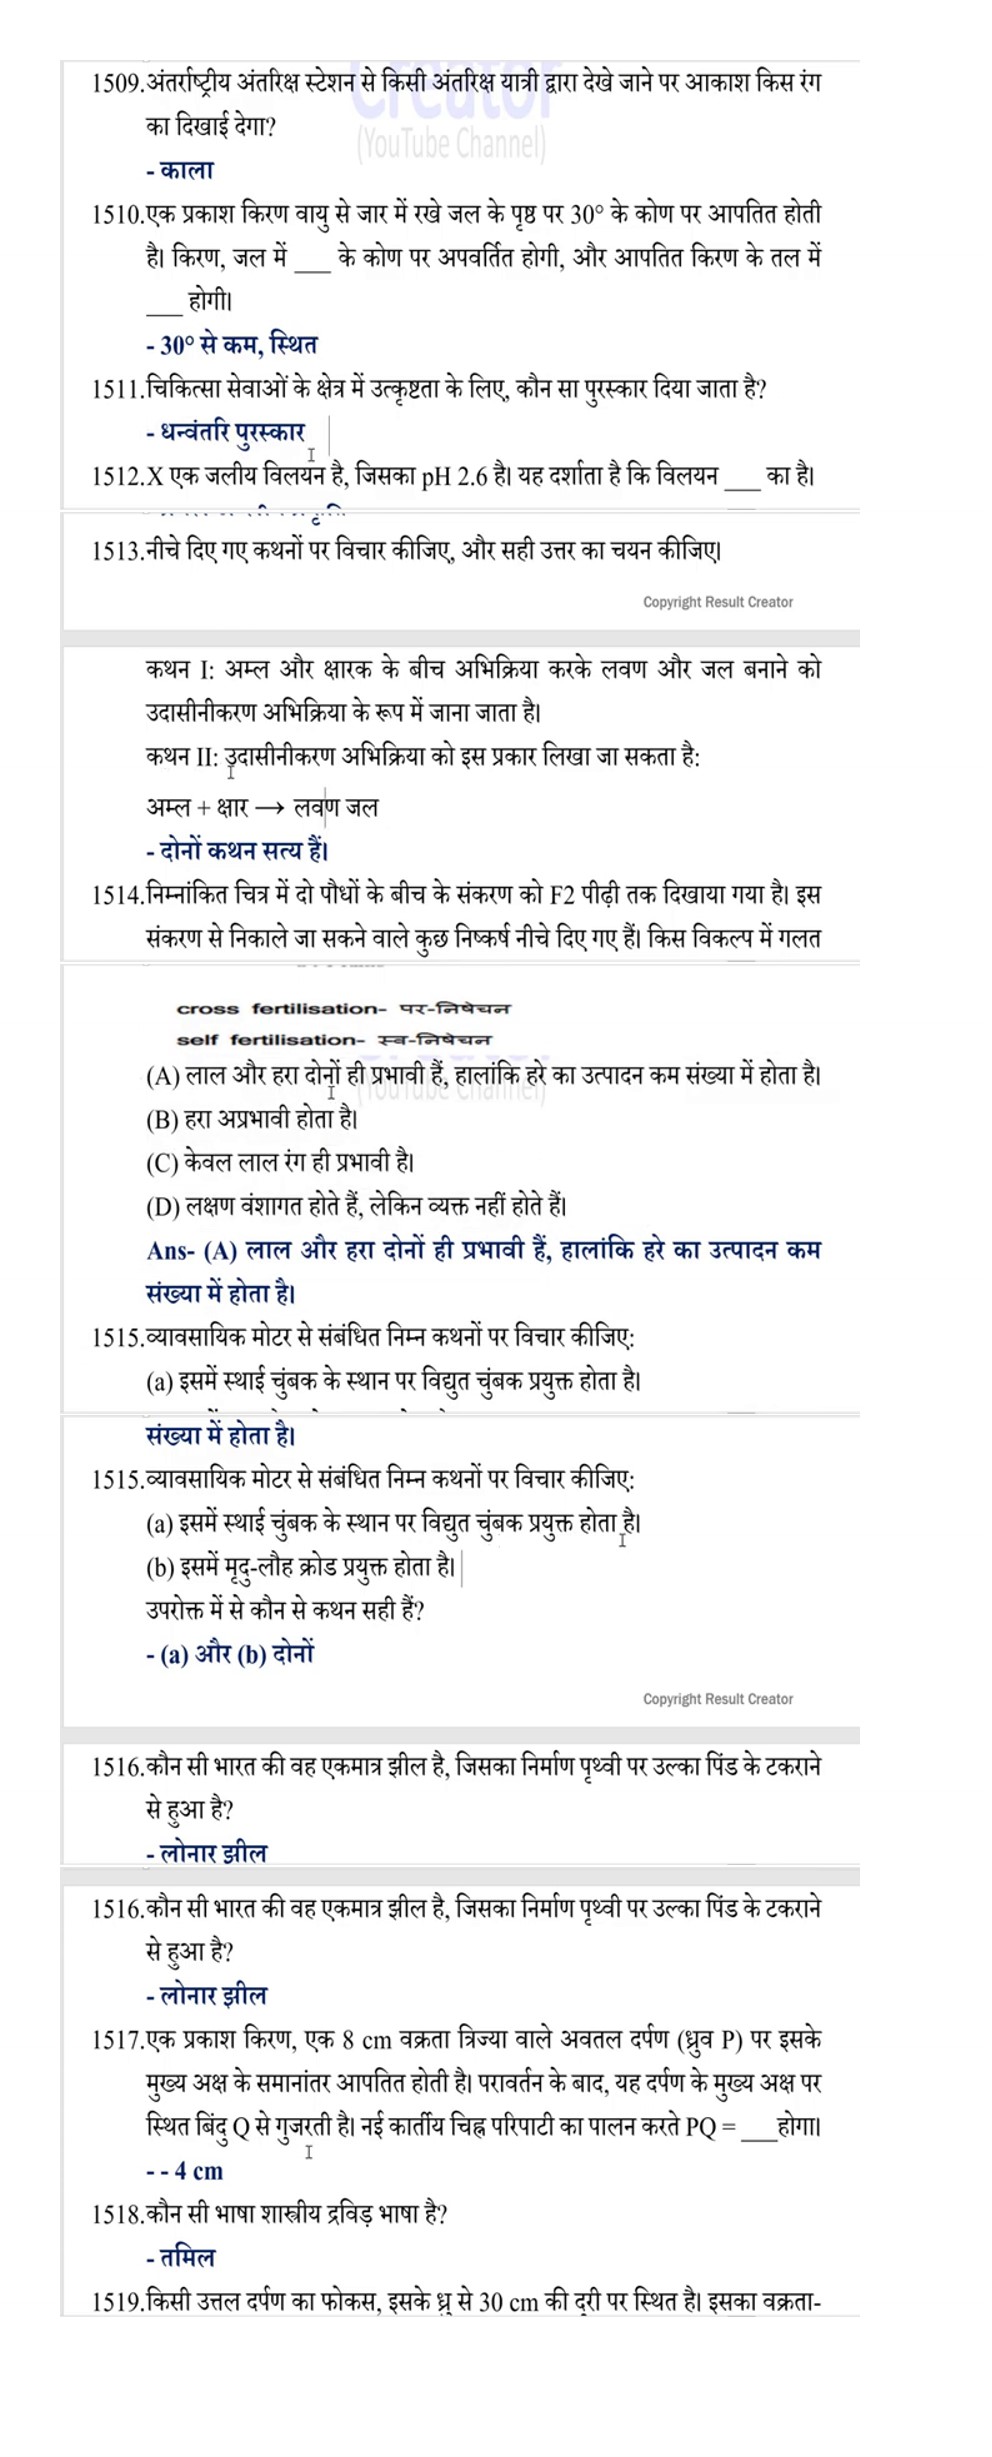 Creator
(YouTube Channel)
1509.अंतर्राष्ट्रीय अंतरिक्ष स्टेशन से किसी अंतरिक्ष यात्री द्वारा देखे जाने पर आकाश किस रंग
का दिखाई देगा?
- काला
1510.एक प्रकाश किरण वायु से जार में रखे जल के पृष्ठ पर 30° के कोण पर आपतित होती
है। किरण, जल में ___ के कोण पर अपवर्तित होगी, और आपतित किरण के तल में
___ होगी।
- 30° से कम, स्थित
1511.चिकित्सा सेवाओं के क्षेत्र में उत्कृष्टता के लिए, कौन सा पुरस्कार दिया जाता है?
- धन्वंतरि पुरस्कार
1512.X एक जलीय विलयन है, जिसका pH 2.6 है। यह दर्शाता है कि विलयन ___ का है।
1513.नीचे दिए गए कथनों पर विचार कीजिए, और सही उत्तर का चयन कीजिए।
Copyright Result Creator
कथन I: अम्ल और क्षारक के बीच अभिक्रिया करके लवण और जल बनाने को
उदासीनीकरण अभिक्रिया के रूप में जाना जाता है।
कथन II: उदासीनीकरण अभिक्रिया को इस प्रकार लिखा जा सकता है:
अम्ल + क्षार → लवण जल
- दोनों कथन सत्य हैं।
1514.निम्नांकित चित्र में दो पौधों के बीच के संकरण को F2 पीढ़ी तक दिखाया गया है। इस
संकरण से निकाले जा सकने वाले कुछ निष्कर्ष नीचे दिए गए हैं। किस विकल्प में गलत
cross fertilisation- पर-निषेचन
self fertilisation- स्व-निषेचन
(YouTube Channel)
(A) लाल और हरा दोनों ही प्रभावी हैं, हालांकि हरे का उत्पादन कम संख्या में होता है।
(B) हरा अप्रभावी होता है।
(C) केवल लाल रंग ही प्रभावी है।
(D) लक्षण वंशागत होते हैं, लेकिन व्यक्त नहीं होते हैं।
Ans- (A) लाल और हरा दोनों ही प्रभावी हैं, हालांकि हरे का उत्पादन कम
संख्या में होता है।
1515.व्यावसायिक मोटर से संबंधित निम्न कथनों पर विचार कीजिए:
(a) इसमें स्थाई चुंबक के स्थान पर विद्युत चुंबक प्रयुक्त होता है।
संख्या में होता है।
1515.व्यावसायिक मोटर से संबंधित निम्न कथनों पर विचार कीजिए:
(a) इसमें स्थाई चुंबक के स्थान पर विद्युत चुंबक प्रयुक्त होता है।
(b) इसमें मृदु-लौह क्रोड प्रयुक्त होता है।
उपरोक्त में से कौन से कथन सही हैं?
- (a) और (b) दोनों
Copyright Result Creator
1516.कौन सी भारत की वह एकमात्र झील है, जिसका निर्माण पृथ्वी पर उल्का पिंड के टकराने
से हुआ है?
- लोनार झील
1516.कौन सी भारत की वह एकमात्र झील है, जिसका निर्माण पृथ्वी पर उल्का पिंड के टकराने
से हुआ है?
- लोनार झील
1517.एक प्रकाश किरण, एक 8 cm वक्रता त्रिज्या वाले अवतल दर्पण (ध्रुव P) पर इसके
मुख्य अक्ष के समानांतर आपतित होती है। परावर्तन के बाद, यह दर्पण के मुख्य अक्ष पर
स्थित बिंदु Q से गुजरती है। नई कार्तीय चिह्न परिपाटी का पालन करते PQ = ___होगा।
- - 4 cm
1518.कौन सी भाषा शास्त्रीय द्रविड़ भाषा है?
- तमिल
1519.किसी उत्तल दर्पण का फोकस, इसके ध्रु से 30 cm की दूरी पर स्थित है। इसका वक्रता-